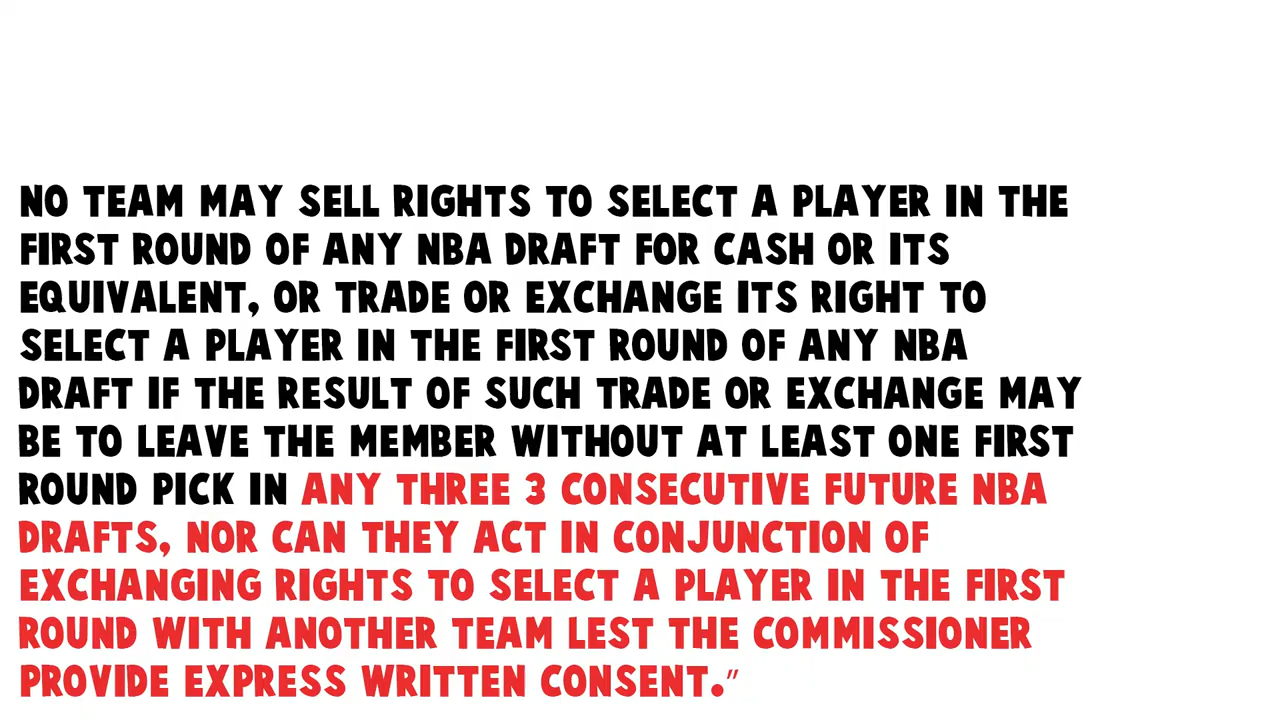 NO TEAM MAY SELL RIGHTS TO SELECT A PLAYER IN THE
FIRST ROUND OF ANY NBA DRAFT FOR CASH OR ITS
EQUIVALENT, OR TRADE OR EXCHANGE ITS RIGHT TO
SELECT A PLAYER IN THE FIRST ROUND OF ANY NBA
DRAFT IF THE RESULT OF SUCH TRADE OR EXCHANGE MAY
BE TO LEAVE THE MEMBER WITHOUT AT LEAST ONE FIRST
ROUND PICK IN ANY THREE 3 CONSECUTIVE FUTURE NBA
DRAFTS, NOR CAN THEY ACT IN CONJUNCTION OF
EXCHANGING RIGHTS TO SELECT A PLAYER IN THE FIRST
ROUND WITH ANOTHER TEAM LEST THE COMMISSIONER
PROVIDE EXPRESS WRITTEN CONSENT.”